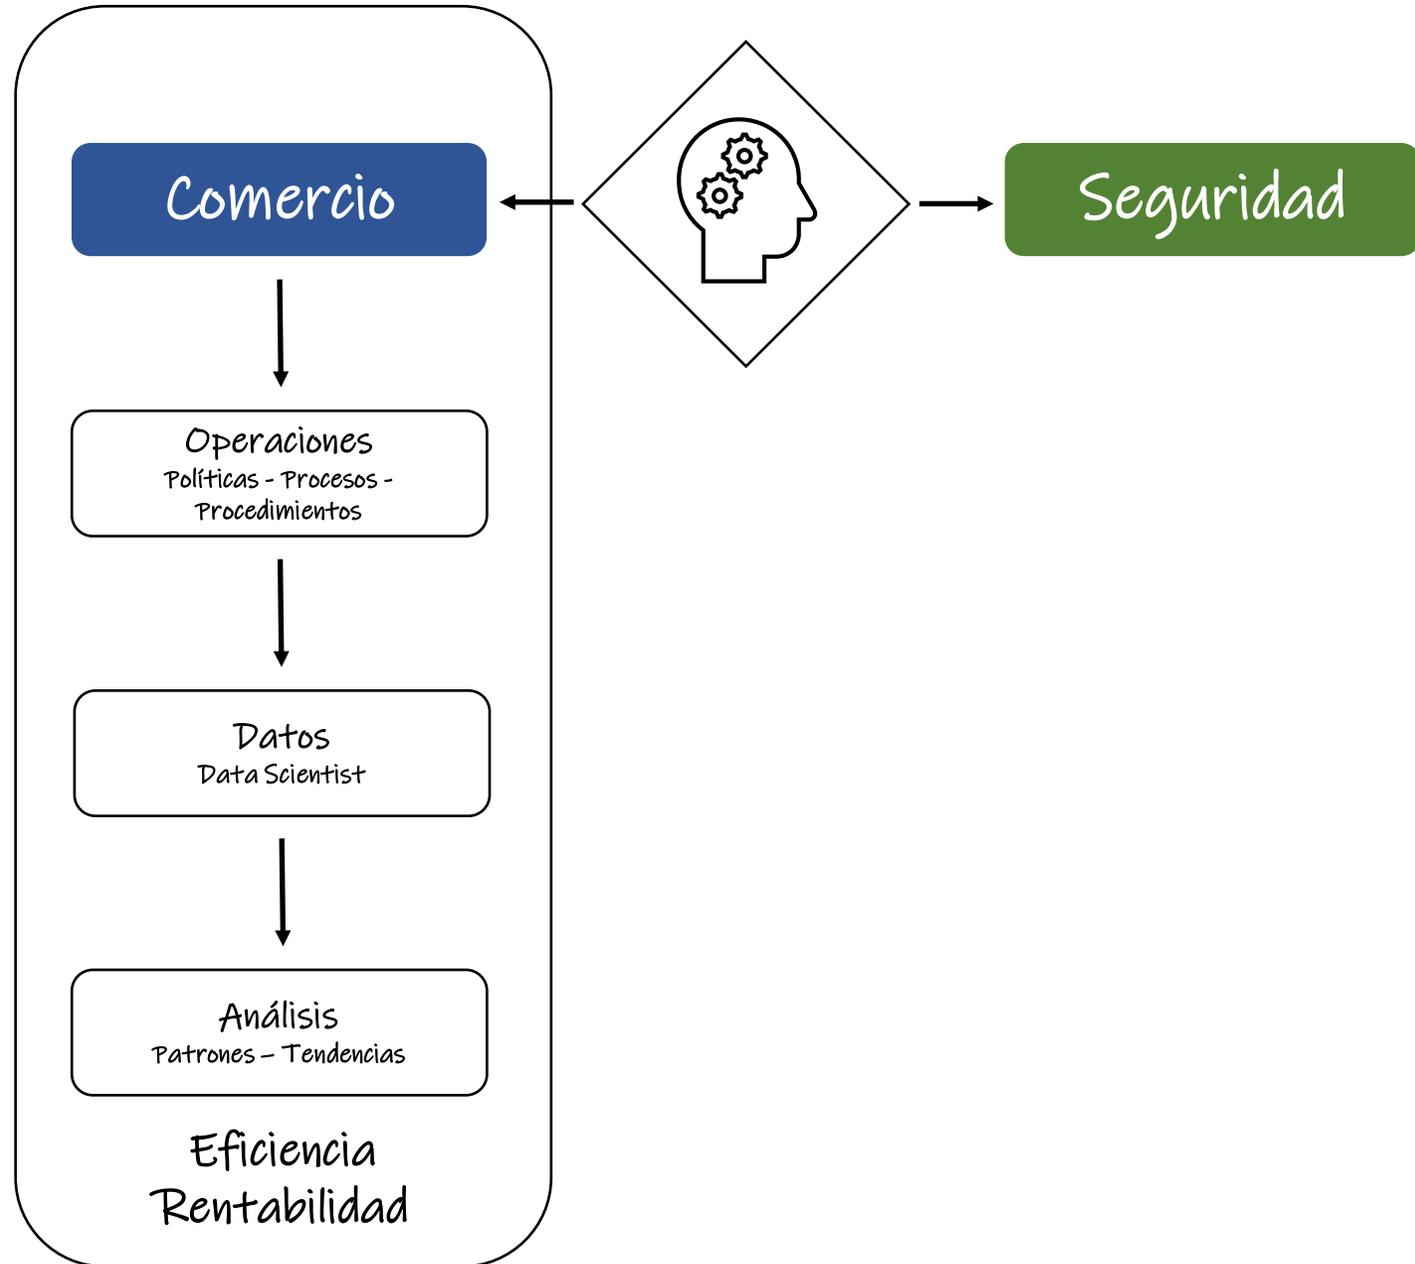 Comercio
Seguridad
Operaciones
Políticas - Procesos -
Procedimientos
Datos
Data Scientist
Análisis
Patrones – Tendencias
Eficiencia
Rentabilidad